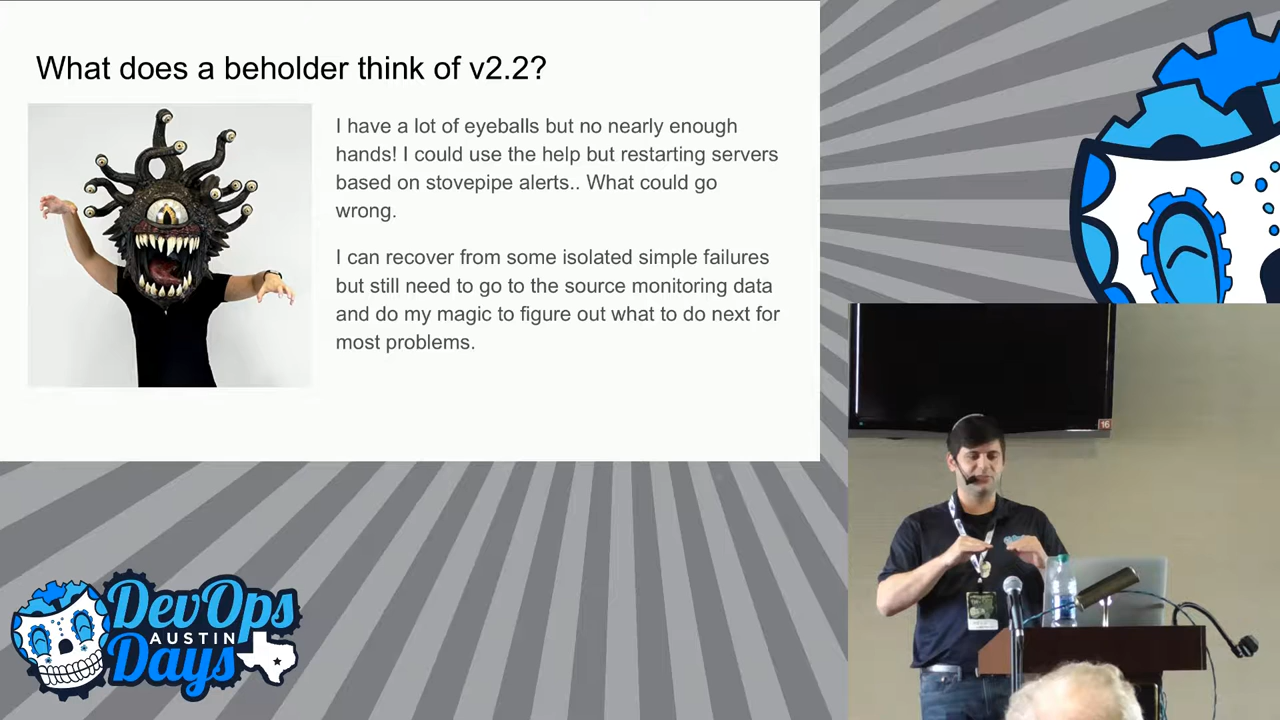 What does a beholder think of v2.2?
I have a lot of eyeballs but no nearly enough
hands! I could use the help but restarting servers
based on stovepipe alerts.. What could go
wrong.
I can recover from some isolated simple failures
but still need to go to the source monitoring data
and do my magic to figure out what to do next for
most problems.
16
DevOps
AUSTIN
Days